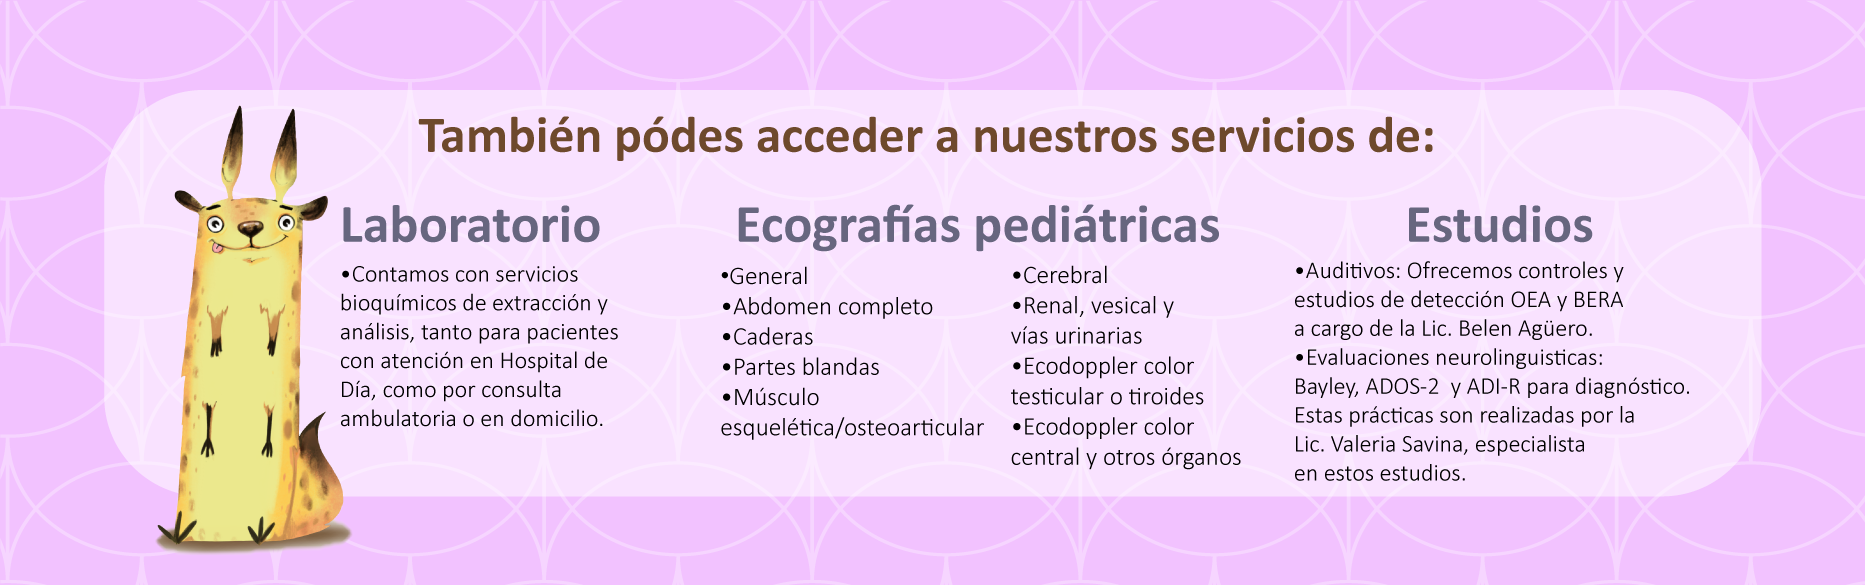 También pódes acceder a nuestros servicios de:
Laboratorio
•Contamos con servicios
bioquímicos de extracción y
análisis, tanto para pacientes
con atención en Hospital de
Día, como por consulta
ambulatoria o en domicilio.
Ecografías pediátricas
•General
•Abdomen completo
•Caderas
•Partes blandas
•Músculo
esquelética/osteoarticular
•Cerebral
•Renal, vesical y
vías urinarias
•Ecodoppler color
testicular o tiroides
•Ecodoppler color
central y otros órganos
Estudios
•Auditivos: Ofrecemos controles y
estudios de detección OEA y BERA
a cargo de la Lic. Belen Agüero.
•Evaluaciones neurolinguisticas:
Bayley, ADOS-2  y ADI-R para diagnóstico.
Estas prácticas son realizadas por la
Lic. Valeria Savina, especialista
en estos estudios.